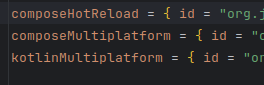 composeHotReload = { id = "org.j
composeMultiplatform = { id = "o
kotlinMultiplatform = { id = "or